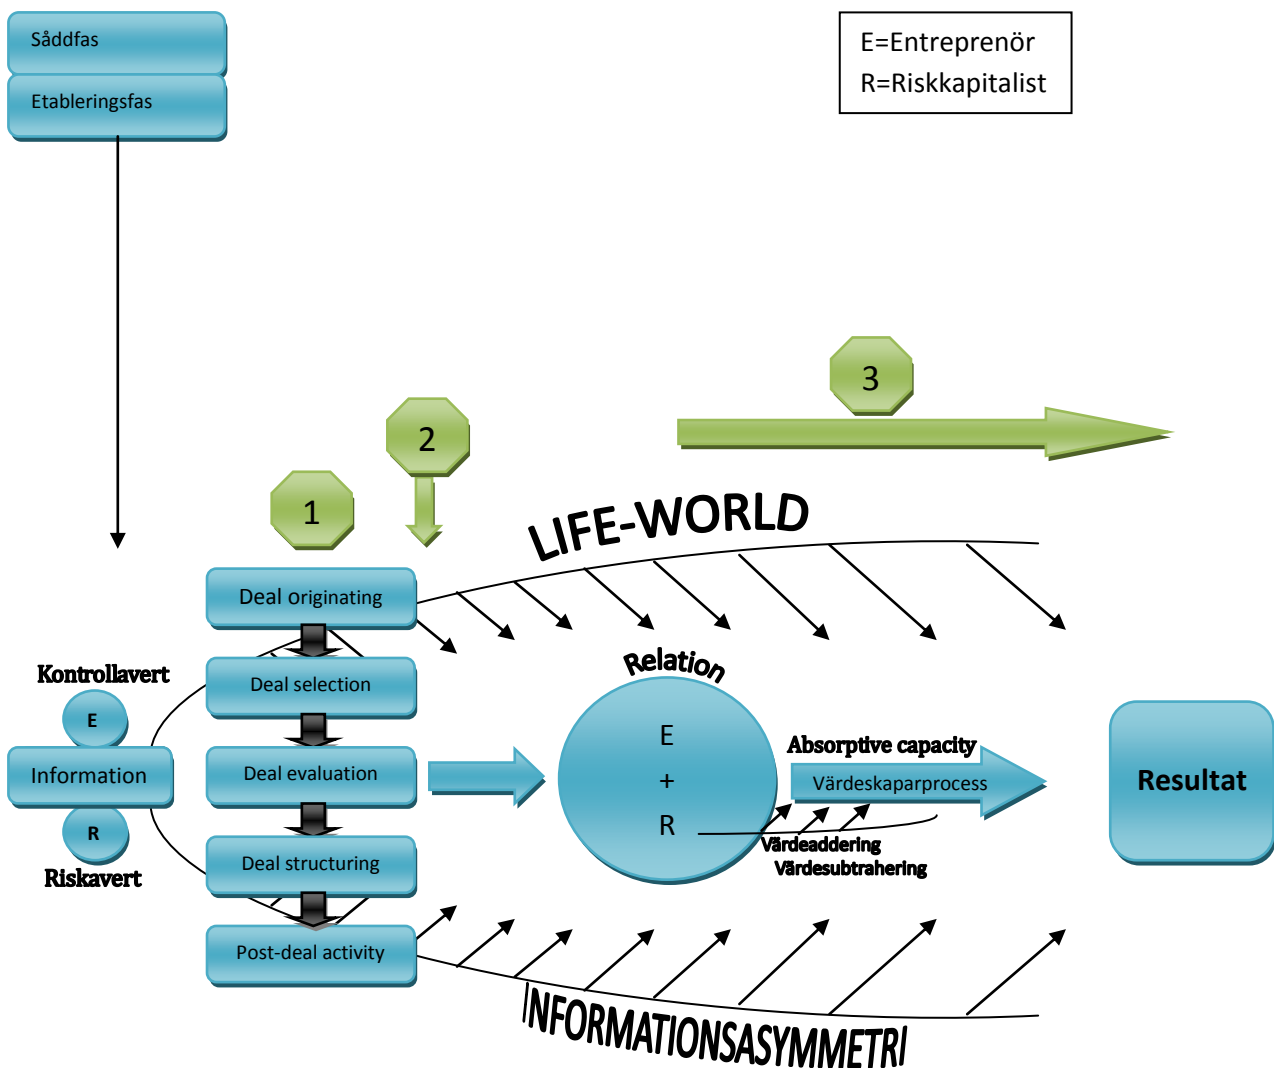 Såddfas
Etableringsfas
E=Entreprenör
R=Riskkapitalist
3
2
1
LIFE-WORLD
Deal originating
Deal selection
Deal evaluation
Deal structuring
Post-deal activity
Kontrollavert
E
Information
R
Riskavert
Relation
E
+
R
Absorptive capacity
Värdeskaparprocess
Värdeaddering
Värdesubtrahering
Resultat
INFORMATIONSASYMMETRI